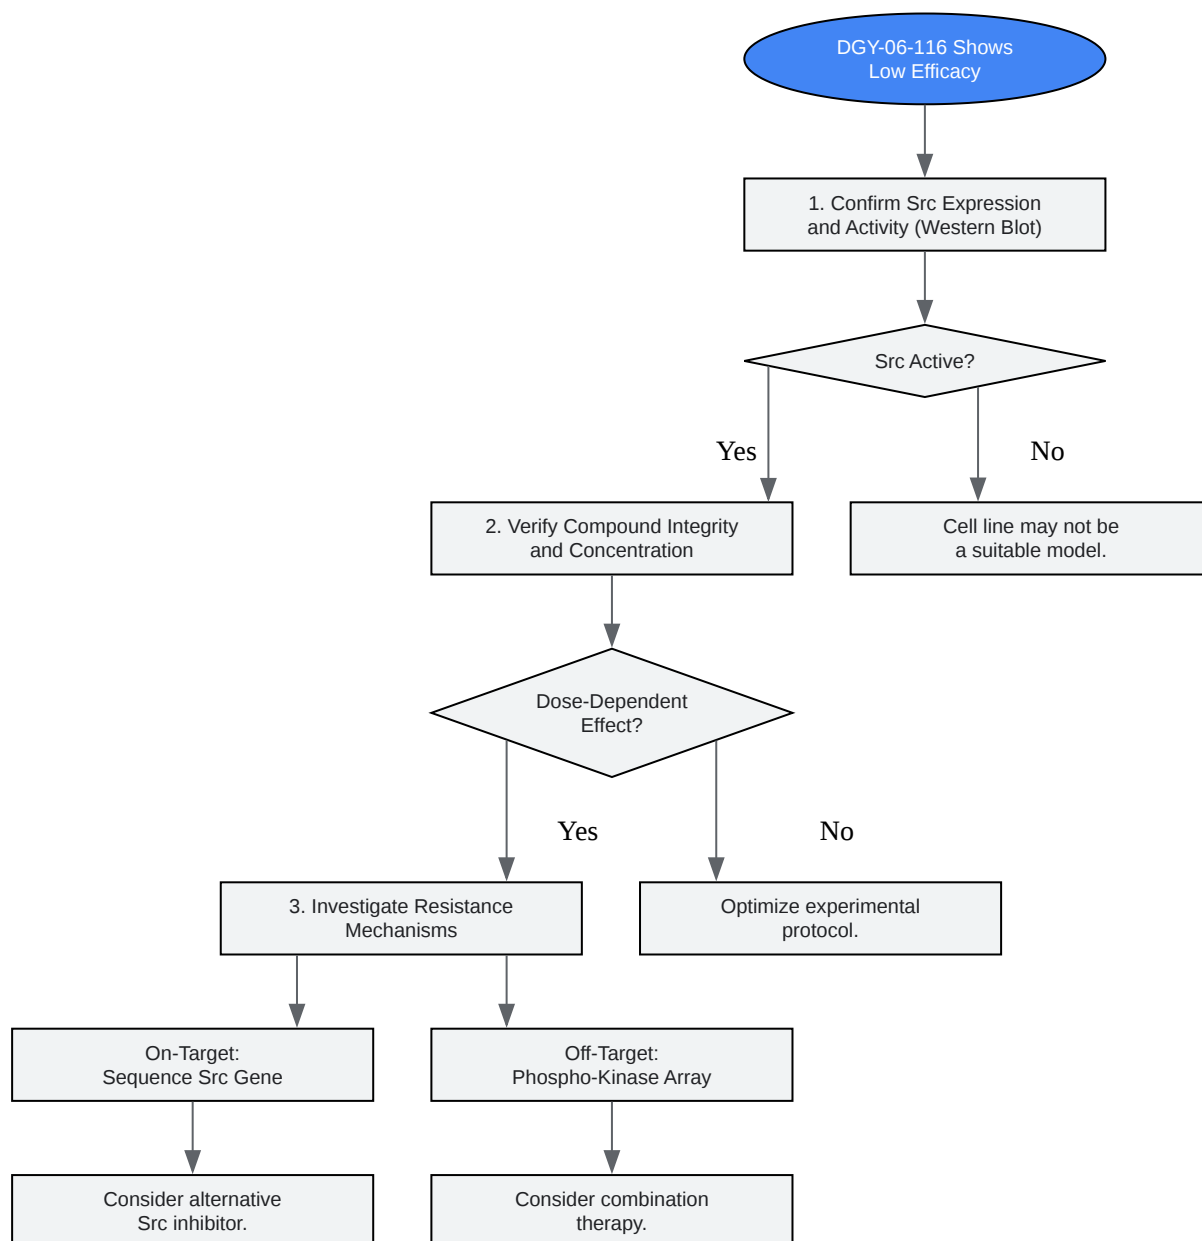 DGY-06-116 Shows
Low Efficacy
1. Confirm Src Expression
and Activity (Western Blot)
Src Active?
Yes
No
2. Verify Compound Integrity
and Concentration
Cell line may not be
a suitable model.
Dose-Dependent
Effect?
Yes
No
3. Investigate Resistance
Mechanisms
Optimize experimental
protocol.
On-Target:
Sequence Src Gene
Off-Target:
Phospho-Kinase Array
Consider alternative
Src inhibitor.
Consider combination
therapy.